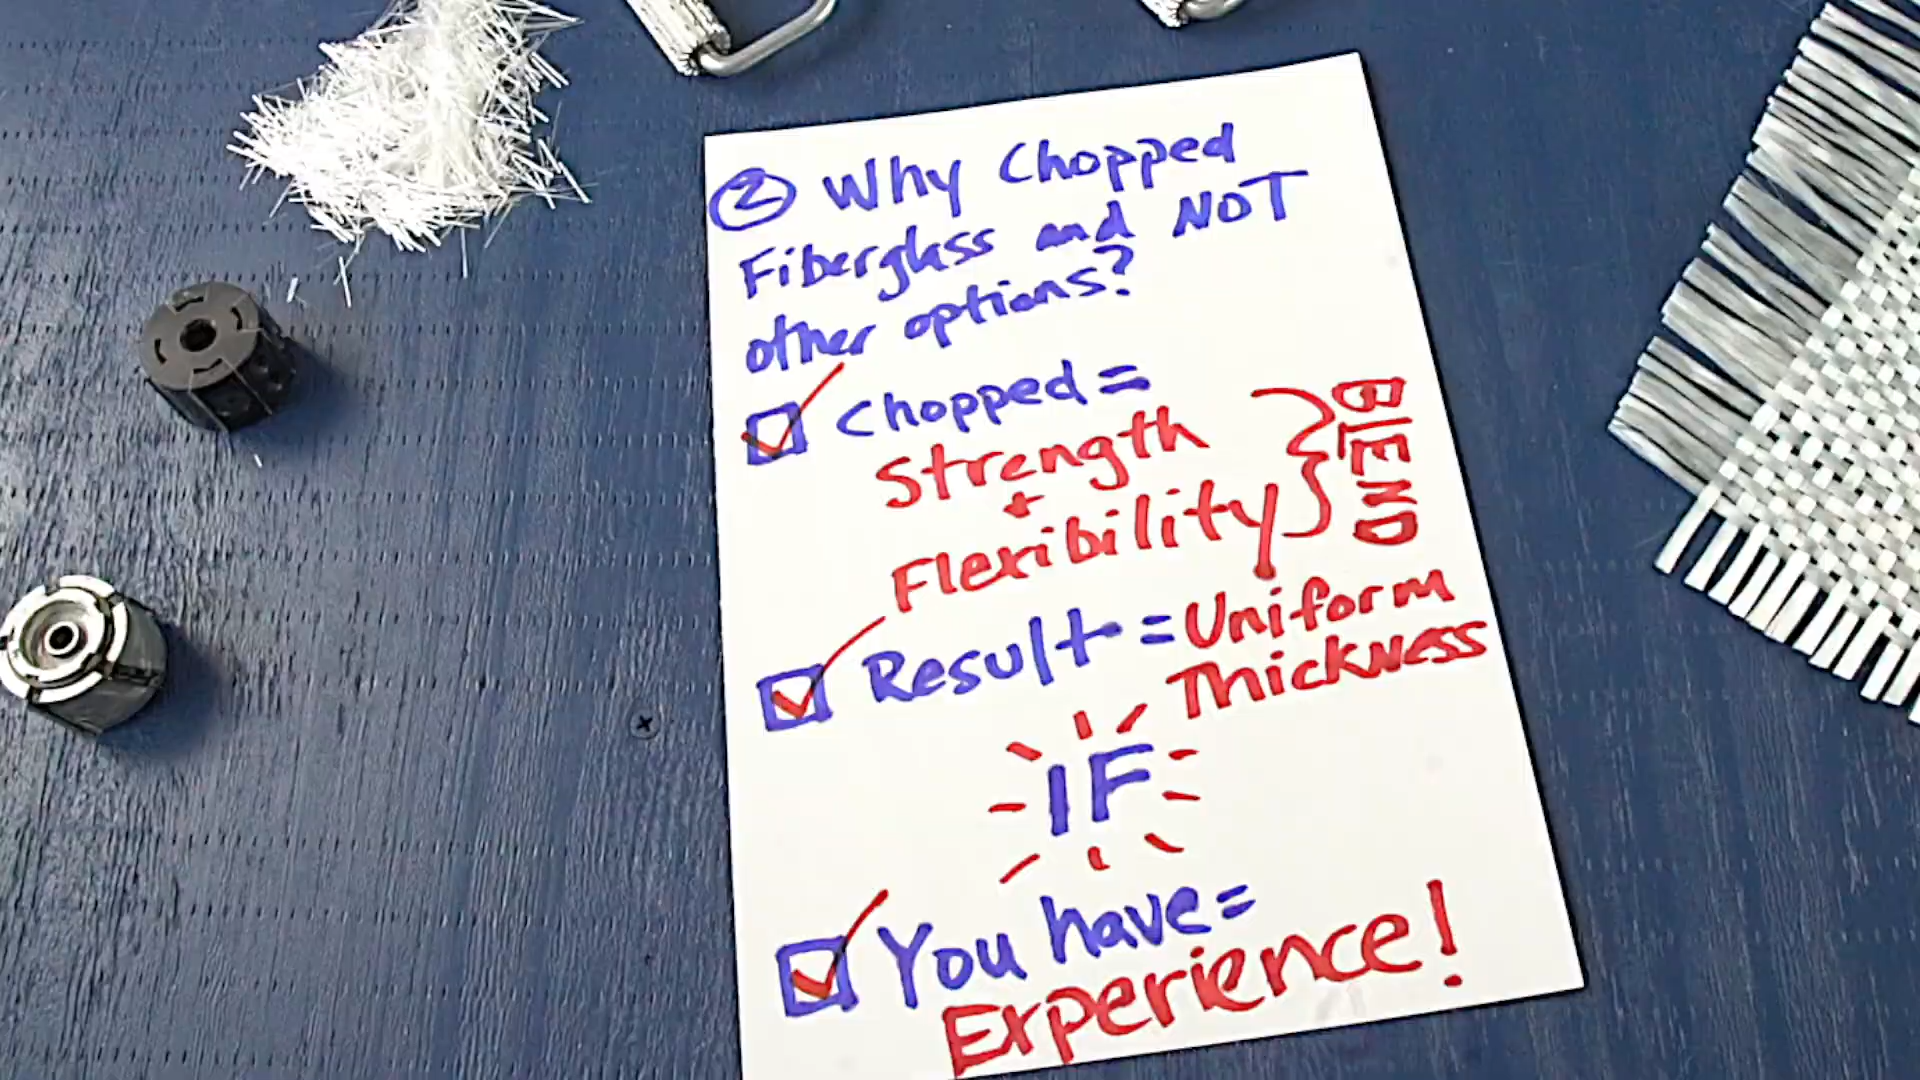 ② Why Chopped
Fiberglass and NOT
other options?
Chopped =
Strength
+
Flexibility
BLEND
Result = Uniform
Thickness
IF
You have =
Experience!